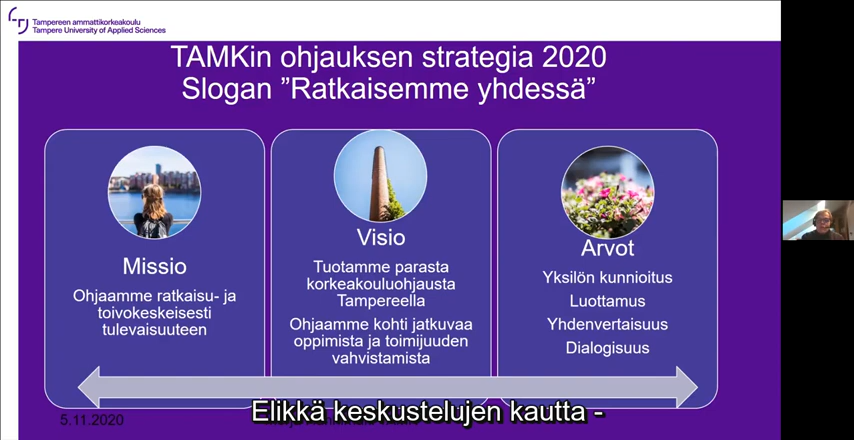 Tampereen ammattikorkeakoulu
Tampere University of Applied Sciences
TAMKin ohjauksen strategia 2020
Slogan ”Ratkaisemme yhdessä”
Missio
Ohjaamme ratkaisu- ja
toivokeskeisesti
tulevaisuuteen
Visio
Tuotamme parasta
korkeakouluohjausta
Tampereella
Ohjaamme kohti jatkuvaa
oppimista ja toimijuuden
vahvistamista
Arvot
Yksilön kunnioitus
Luottamus
Yhdenvertaisuus
Dialogisuus
5.11.2020
Elikkä keskustelujen kautta -